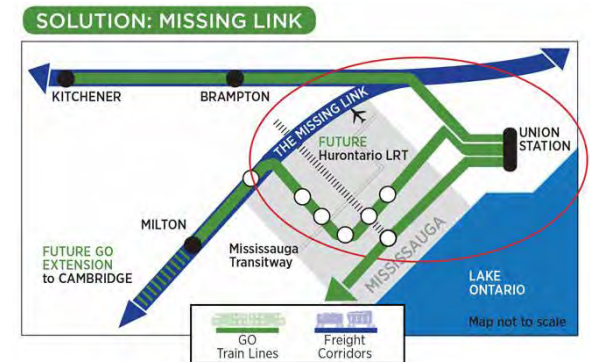 SOLUTION: MISSING LINK
KITCHENER
BRAMPTON
THE MISSING LINK
UNION
STATION
FUTURE
Hurontario LRT
MILTON
Mississauga
Transitway
MISSISSAUGA
FUTURE GO
EXTENSION
to CAMBRIDGE
LAKE
ONTARIO
Map not to scale
GO
Train Lines
Freight
Corridors